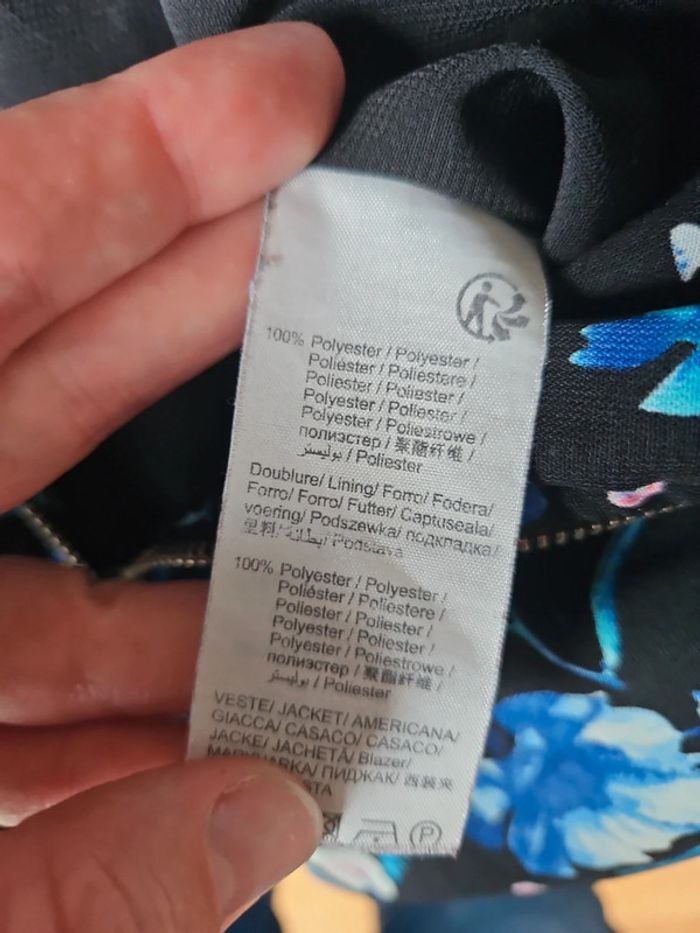 100% Polyester / Polyester /
Poliéster / Poliestere /
Poliester / Poliester /
Polyester / Poliester /
Polyester / Poliestrowe /
полиэстер / 聚酯纤维 /
بوليستر / Poliester
Doublure/ Lining/ Forro/ Fodera/
Forro/ Forro/ Futter/ Captuseala/
voering/ Podszewka/ подкладка/
里料/ بطانة/ Podstava
100% Polyester / Polyester /
Poliéster / Poliestere /
Poliester / Poliester /
Polyester / Poliester /
Polyester / Poliestrowe /
полиэстер / 聚酯纤维 /
بوليستر / Poliester
VESTE/ JACKET/ AMERICANA/
GIACCA/ CASACO/ CASACO/
JACKE/ JACHETĂ/ Blazer/
MARYNARKA/ ПИДЖАК/ 西装夹
P